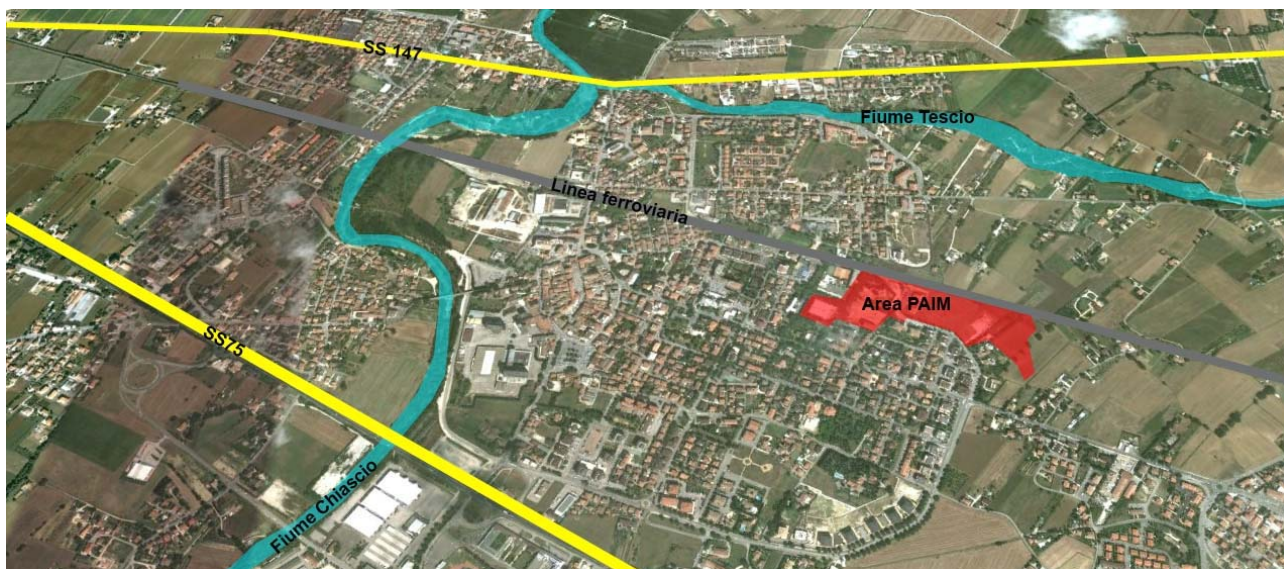 SS 147
Fiume Tescio
Linea ferroviaria
Area PAIM
SS75
Fiume Chiascio